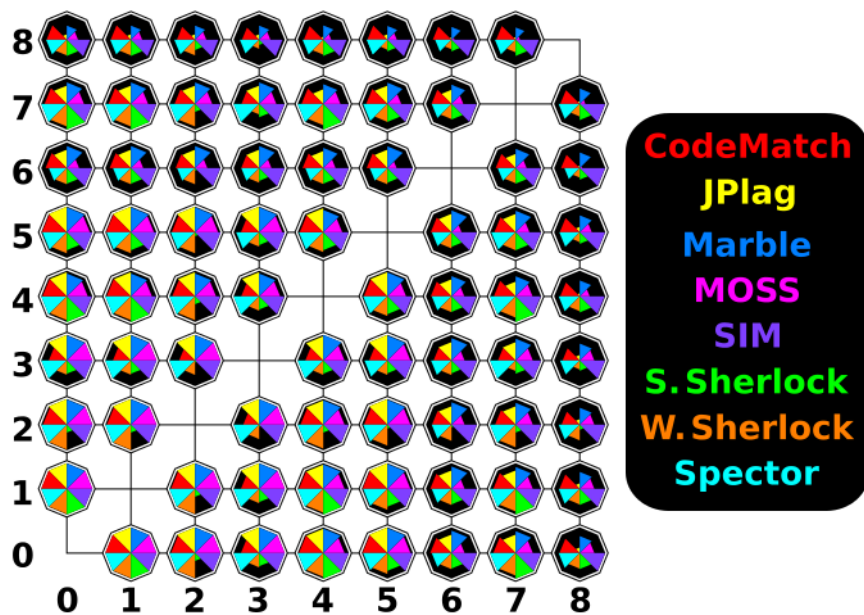 8
7
6
5
4
3
2
1
0
0 1 2 3 4 5 6 7 8
CodeMatch
JPlag
Marble
MOSS
SIM
S. Sherlock
W. Sherlock
Spector